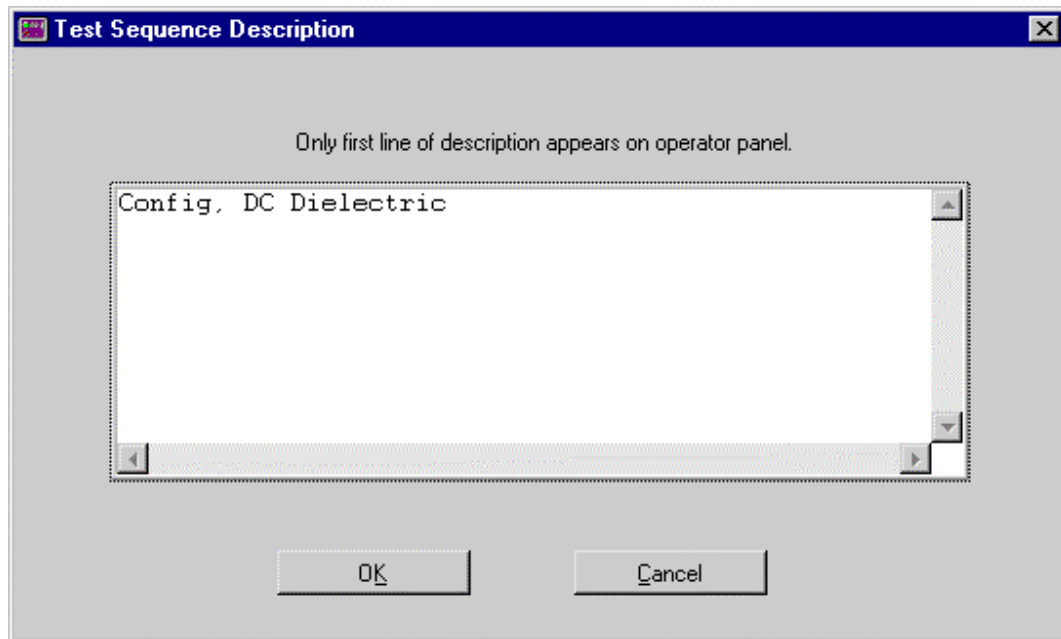 Test Sequence Description
Only first line of description appears on operator panel.
Config, DC Dielectric
OK
Cancel